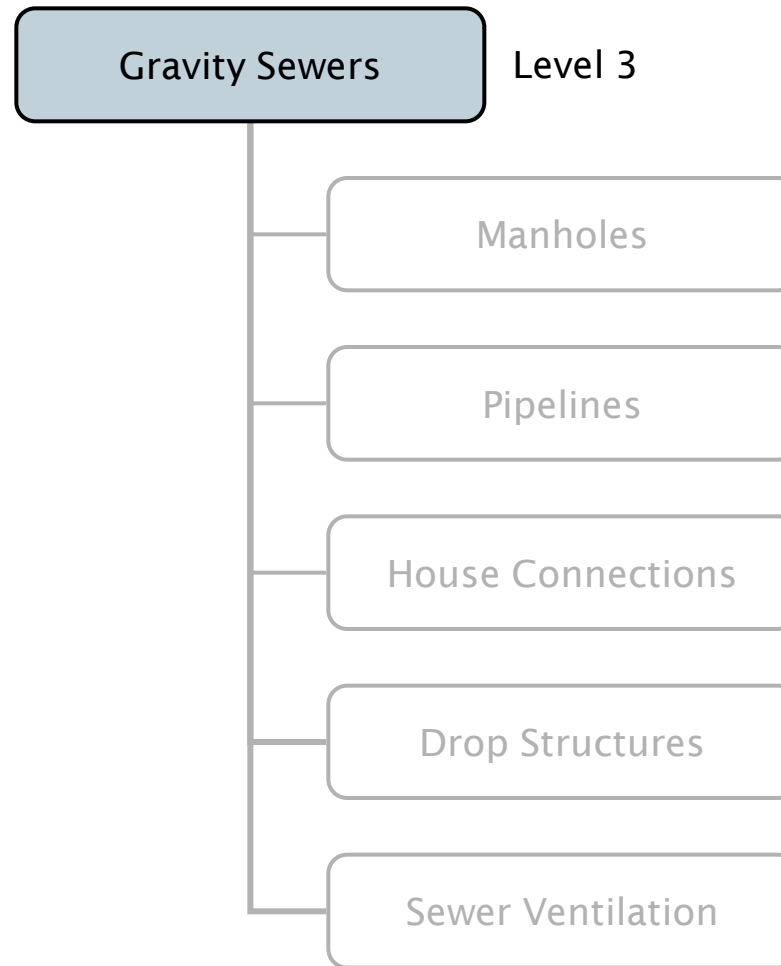 Gravity Sewers
Level 3
Manholes
Pipelines
House Connections
Drop Structures
Sewer Ventilation